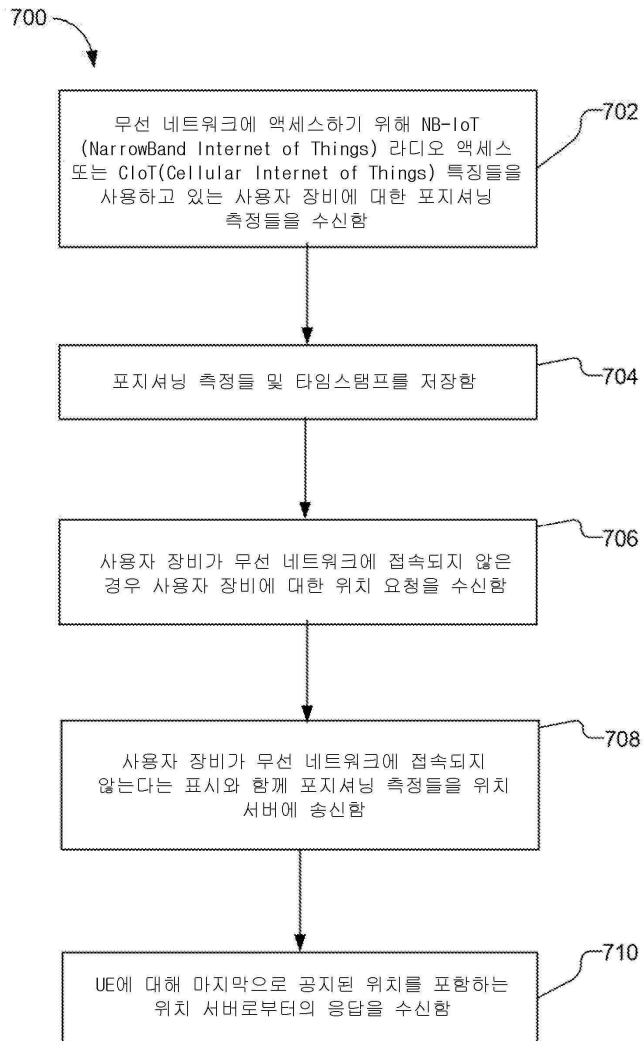 700
무선 네트워크에 액세스하기 위해 NB-IoT
(NarrowBand Internet of Things) 라디오 액세스
또는 CIoT(Cellular Internet of Things) 특징들을
사용하고 있는 사용자 장비에 대한 포지셔닝
측정들을 수신함
702
포지셔닝 측정들 및 타임스탬프를 저장함
704
사용자 장비가 무선 네트워크에 접속되지 않은
경우 사용자 장비에 대한 위치 요청을 수신함
706
사용자 장비가 무선 네트워크에 접속되지
않는다는 표시와 함께 포지셔닝 측정들을 위치
서버에 송신함
708
UE에 대해 마지막으로 공지된 위치를 포함하는
위치 서버로부터의 응답을 수신함
710